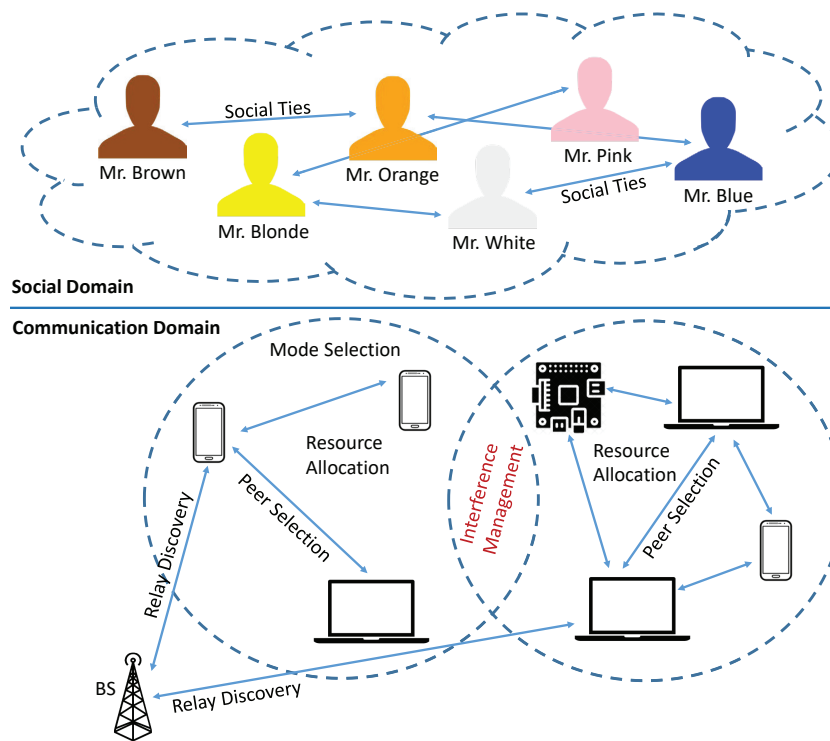 Social Ties
Mr. Brown
Mr. Orange
Mr. Pink
Mr. Blonde
Mr. White
Social Ties
Mr. Blue
Social Domain
Communication Domain
Mode Selection
Resource
Allocation
Peer Selection
Relay Discovery
Interference
Management
Resource
Allocation
Peer Selection
BS
Relay Discovery